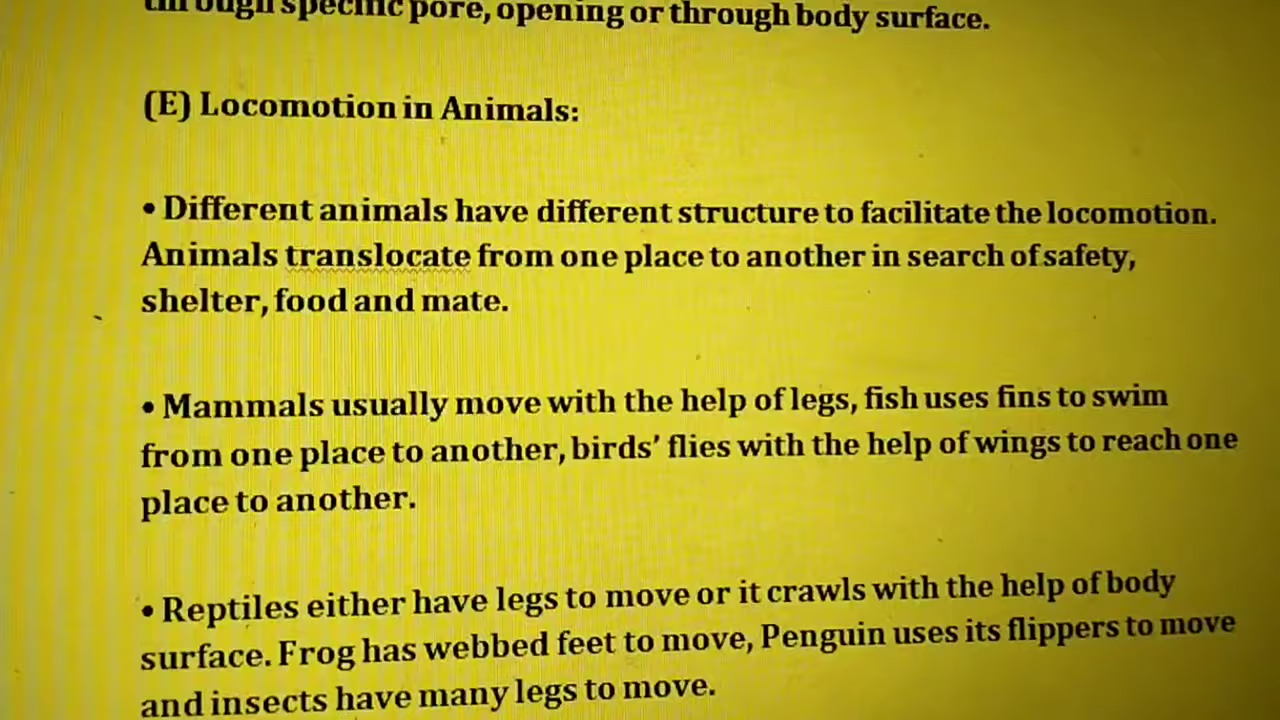 through specific pore, opening or through body surface.
(E) Locomotion in Animals:
• Different animals have different structure to facilitate the locomotion.
Animals translocate from one place to another in search of safety,
shelter, food and mate.
• Mammals usually move with the help of legs, fish uses fins to swim
from one place to another, birds’ flies with the help of wings to reach one
place to another.
• Reptiles either have legs to move or it crawls with the help of body
surface. Frog has webbed feet to move, Penguin uses its flippers to move
and insects have many legs to move.